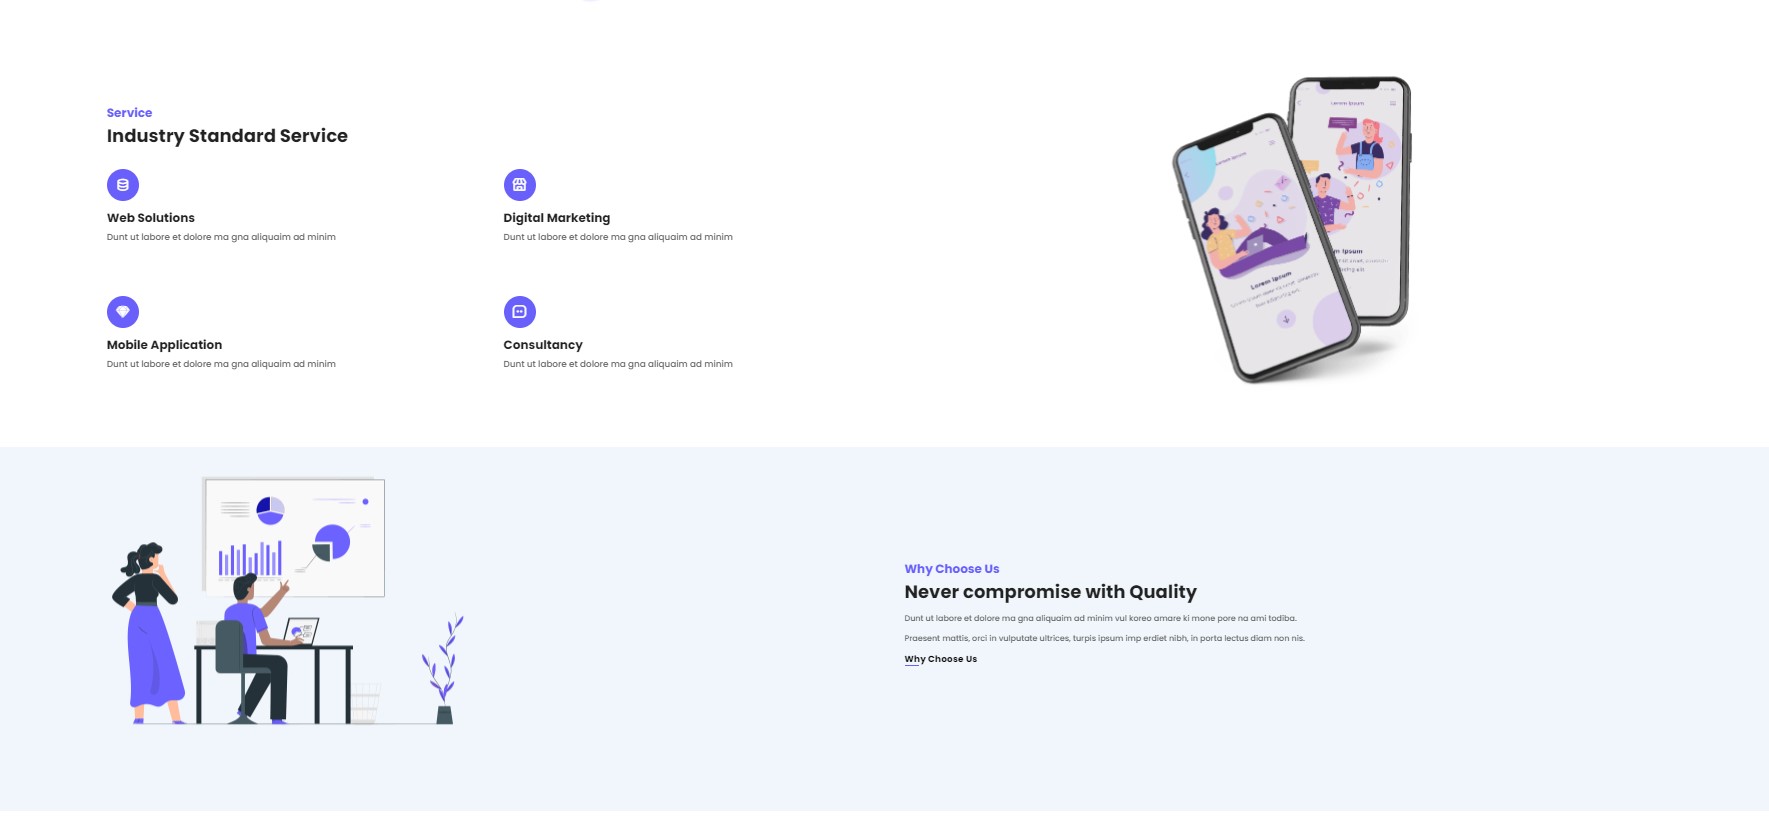 Service
Industry Standard Service
Web Solutions
Dunt ut labore et dolore ma gna aliquaim ad minim
Digital Marketing
Dunt ut labore et dolore ma gna aliquaim ad minim
Mobile Application
Dunt ut labore et dolore ma gna aliquaim ad minim
Consultancy
Dunt ut labore et dolore ma gna aliquaim ad minim
Lorem Ipsum
Lorem Ipsum
Lorem Ipsum
m Ipsum
Why Choose Us
Never compromise with Quality
Dunt ut labore et dolore ma gna aliquaim ad minim vul koreo amare ki mone pore na ami todiba.
Praesent mattis, orci in vulputate ultrices, turpis ipsum imp erdiet nibh, in porta lectus diam non nis.
Why Choose Us